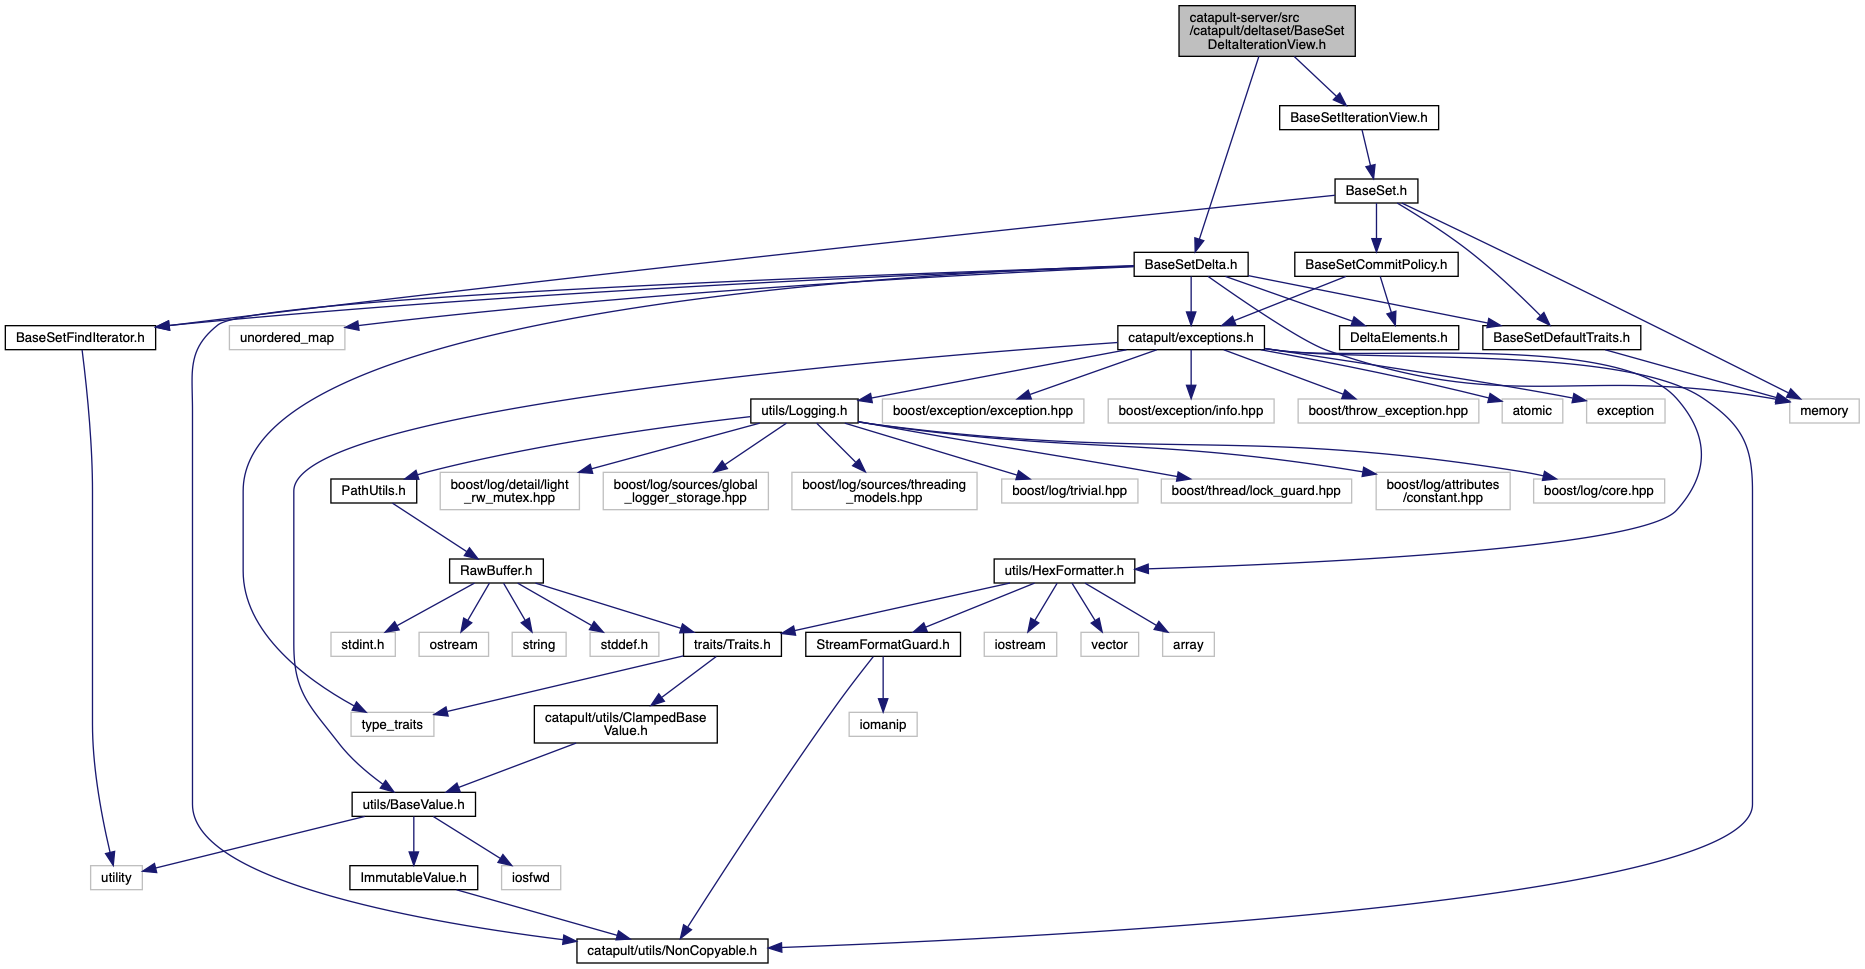 catapult-server/src
/catapult/deltaset/BaseSet
DeltaIterationView.h
BaseSetIterationView.h
BaseSet.h
BaseSetDelta.h
BaseSetCommitPolicy.h
BaseSetFindIterator.h
unordered_map
catapult/exceptions.h
DeltaElements.h
BaseSetDefaultTraits.h
utils/Logging.h
boost/exception/exception.hpp
boost/exception/info.hpp
boost/throw_exception.hpp
atomic
exception
memory
PathUtils.h
boost/log/detail/light
_rw_mutex.hpp
boost/log/sources/global
_logger_storage.hpp
boost/log/sources/threading
_models.hpp
boost/log/trivial.hpp
boost/thread/lock_guard.hpp
boost/log/attributes
/constant.hpp
boost/log/core.hpp
RawBuffer.h
utils/HexFormatter.h
stdint.h
ostream
string
stddef.h
traits/Traits.h
StreamFormatGuard.h
iostream
vector
array
type_traits
catapult/utils/ClampedBase
Value.h
iomanip
utils/BaseValue.h
utility
ImmutableValue.h
iosfwd
catapult/utils/NonCopyable.h